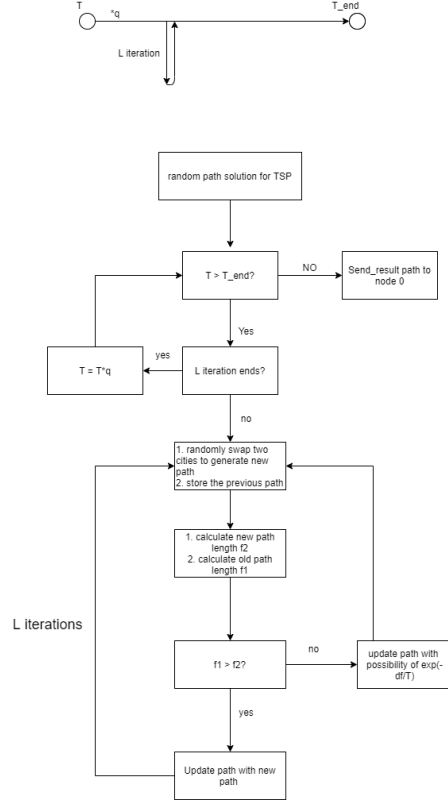 T
*q
T_end
L iteration
random path solution for TSP
T > T_end?
NO
Send_result path to
node 0
Yes
T = T*q
yes
L iteration ends?
no
1. randomly swap two
cities to generate new
path
2. store the previous path
1. calculate new path
length f2
2. calculate old path
length f1
L iterations
f1 > f2?
no
update path with
possibility of exp(-
df/T)
yes
Update path with new
path